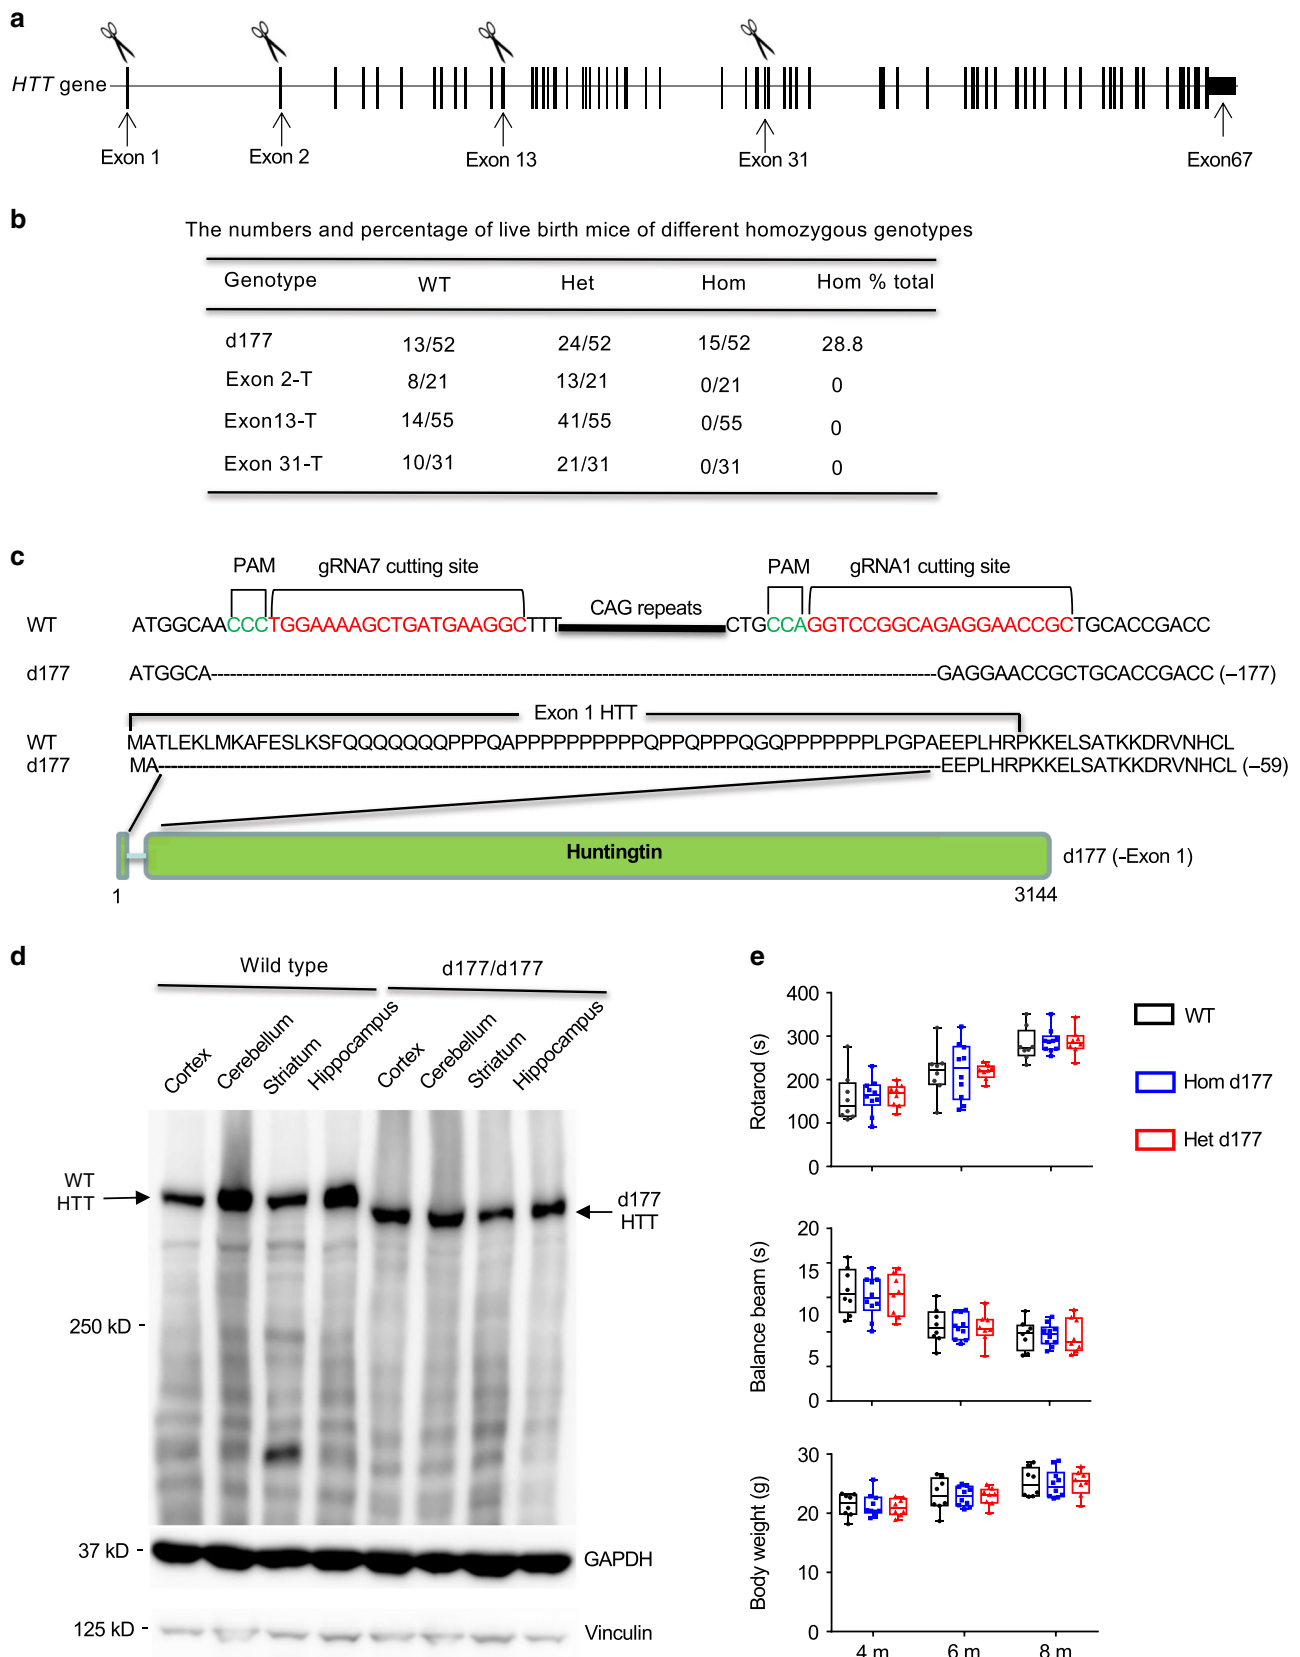 a
HTT gene
Exon 1
Exon 2
Exon 13
Exon 31
Exon67
b
The numbers and percentage of live birth mice of different homozygous genotypes
Genotype WT Het Hom Hom % total
d177 13/52 24/52 15/52 28.8
Exon 2-T 8/21 13/21 0/21 0
Exon13-T 14/55 41/55 0/55 0
Exon 31-T 10/31 21/31 0/31 0
c
PAM gRNA7 cutting site PAM gRNA1 cutting site
CAG repeats
WT ATGGCAACCCTGGAAAAGCTGATGAAGGCTTT CTGCCAGGTCCGGCAGAGGAACCGCTGCACCGACC
d177 ATGGCA GAGGAACCGCTGCACCGACC (–177)
Exon 1 HTT
WT MATLEKLMKAFESLKSFQQQQQQQPPPQAPPPPPPPPPPQPPQPPPQGQPPPPPPPLPGPAEEPLHRPKKELSATKKDRVNHCL
d177 MA EEPLHRPKKELSATKKDRVNHCL (–59)
Huntingtin
d177 (-Exon 1)
1 3144
d
Wild type d177/d177
Cortex Cerebellum Striatum Hippocampus Cortex Cerebellum Striatum Hippocampus
WT
HTT
d177
HTT
250 kD
37 kD
GAPDH
125 kD
Vinculin
e
Rotarod (s)
400
300
200
100
0
WT
Hom d177
Het d177
Balance beam (s)
20
15
10
5
0
Body weight (g)
30
20
10
0
4 m 6 m 8 m